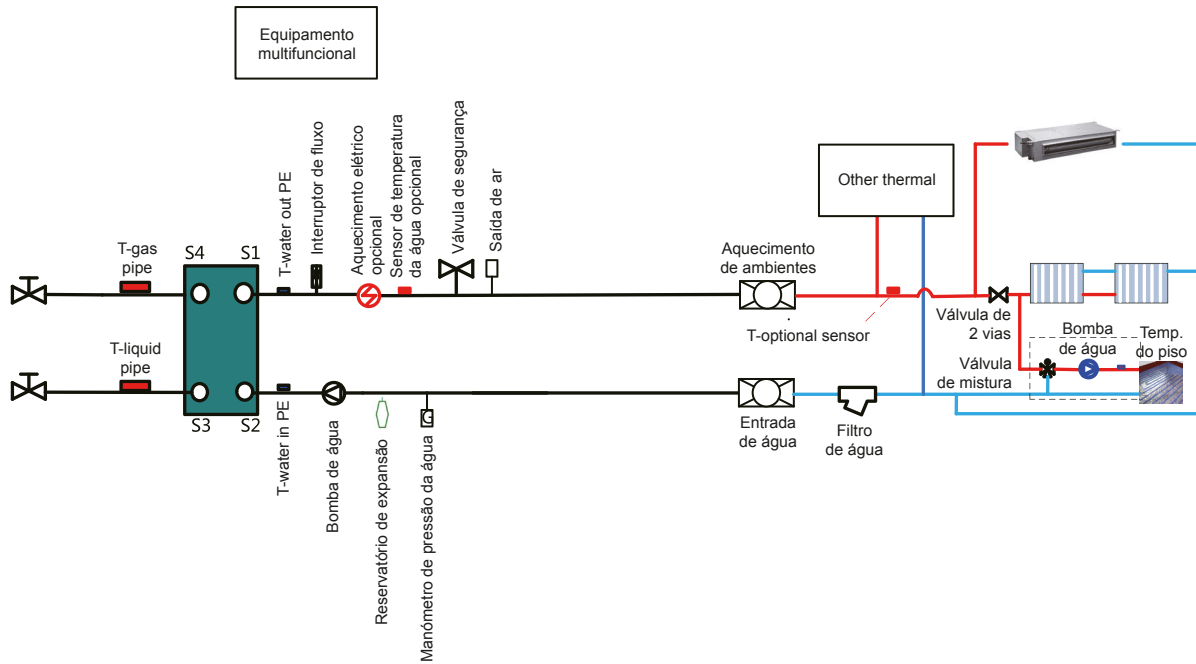 Equipamento
multifuncional
T-gas
pipe
S4
S1
T-water out PE
Interruptor de fluxo
Aquecimento elétrico
opcional
Sensor de temperatura
da água opcional
Válvula de segurança
Saída de ar
Other thermal
Aquecimento
de ambientes
T-optional sensor
Válvula de
2 vias
T-liquid
pipe
S3
S2
T-water in PE
Bomba de água
Reservatório de expansão
G
Manómetro de pressão da água
Entrada
de água
Filtro
de água
Válvula
de mistura
Bomba
de água
Temp.
do piso